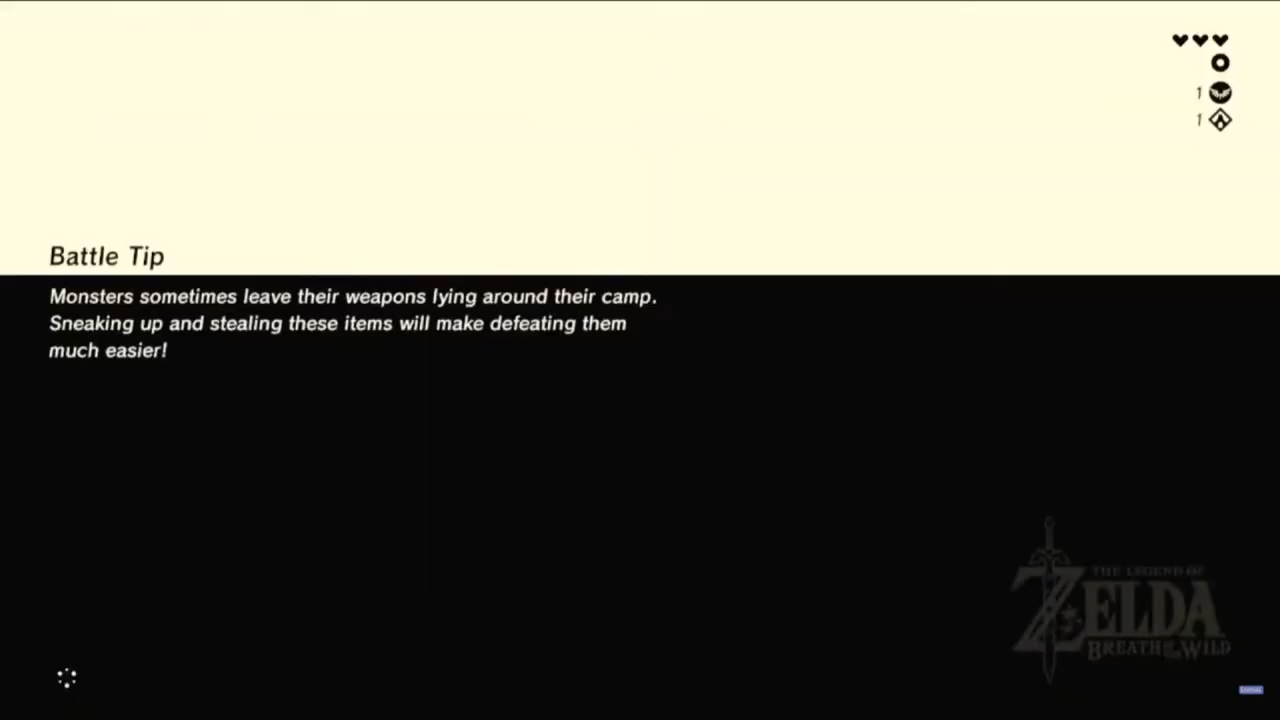 1
1
Battle Tip
Monsters sometimes leave their weapons lying around their camp.
Sneaking up and stealing these items will make defeating them
much easier!
THE LEGEND OF
ZELDA
BREATH OF THE WILD